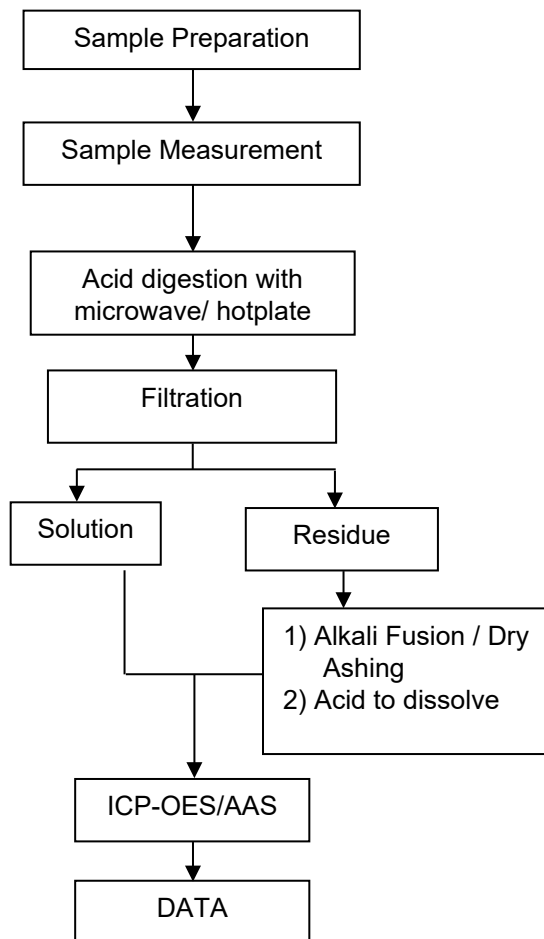 Sample Preparation
Sample Measurement
Acid digestion with
microwave/ hotplate
Filtration
Solution
Residue
1) Alkali Fusion / Dry
Ashing
2) Acid to dissolve
ICP-OES/AAS
DATA